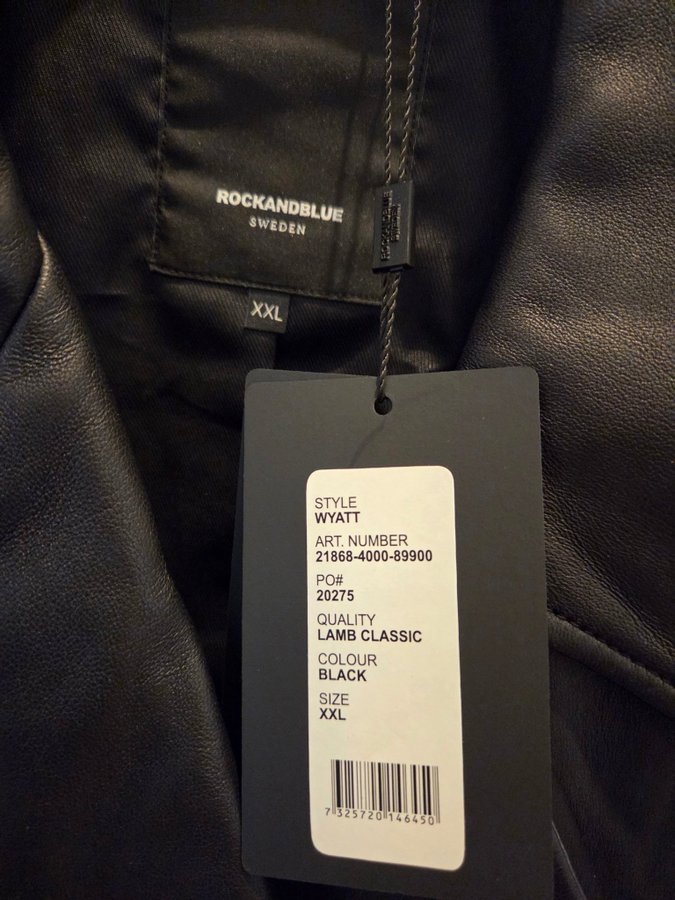 ROCKANDBLUE
SWEDEN
XXL
STYLE
WYATT
ART. NUMBER
21868-4000-89900
PO#
20275
QUALITY
LAMB CLASSIC
COLOUR
BLACK
SIZE
XXL
7 325720 146450